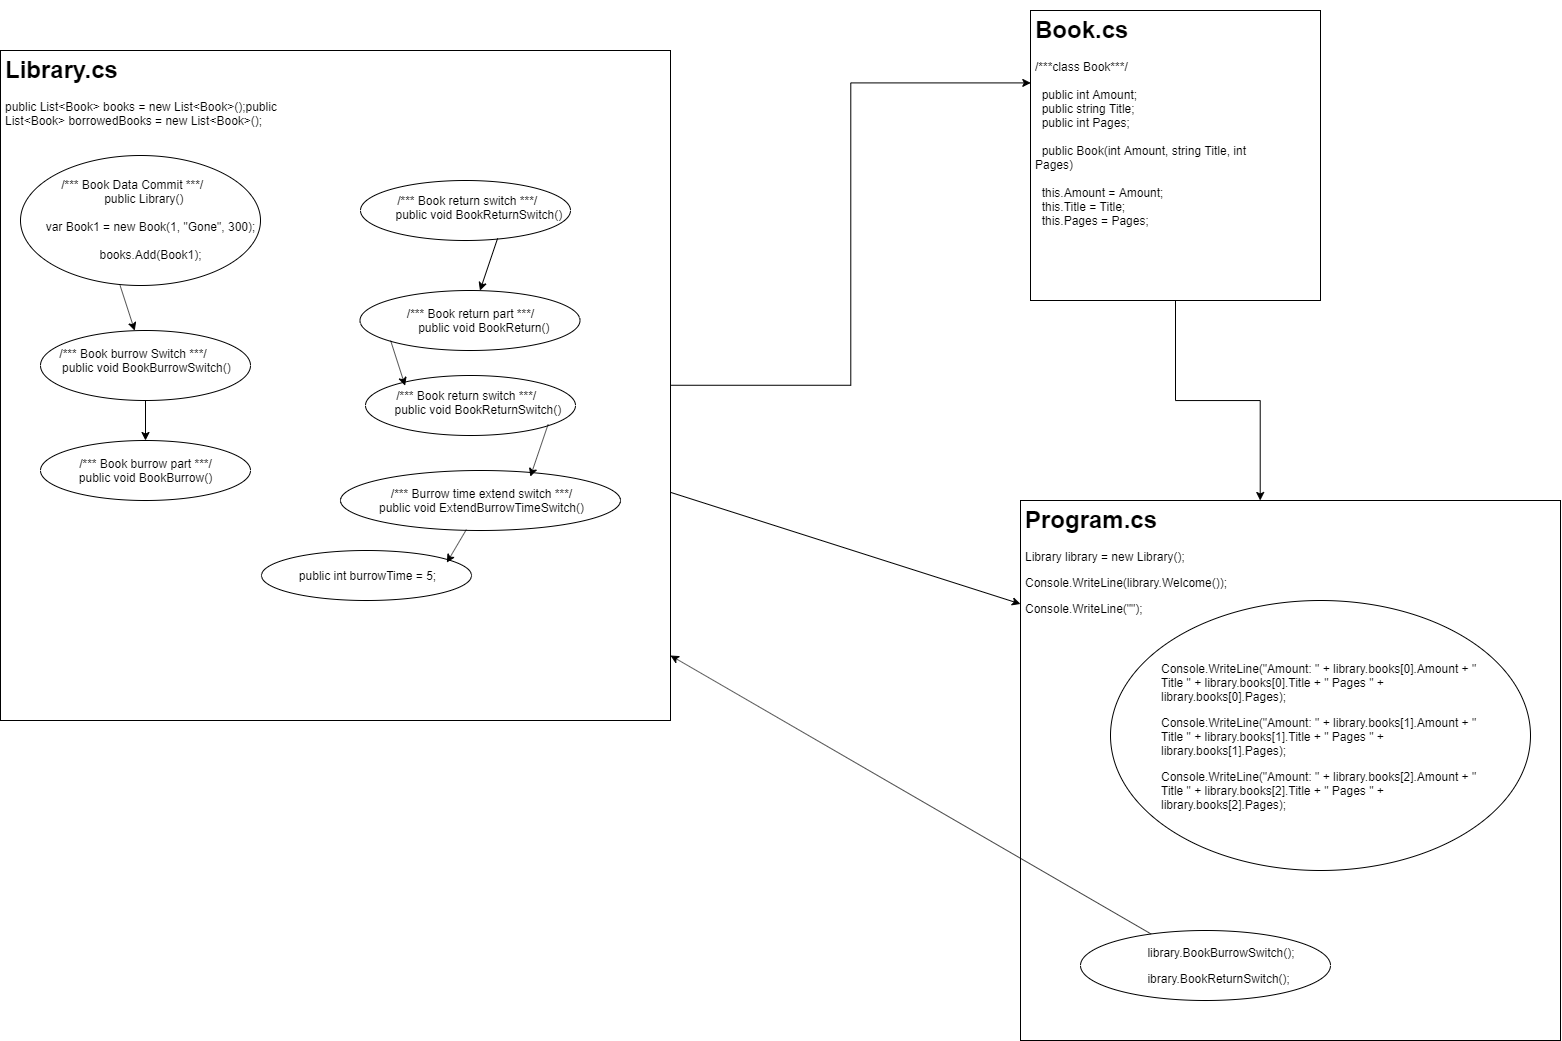 Library.cs
public List<Book> books = new List<Book>();public
List<Book> borrowedBooks = new List<Book>();
/*** Book Data Commit ***/
public Library()
var Book1 = new Book(1, "Gone", 300);
books.Add(Book1);
/*** Book burrow Switch ***/
public void BookBurrowSwitch()
/*** Book burrow part ***/
public void BookBurrow()
/*** Book return switch ***/
public void BookReturnSwitch()
/*** Book return part ***/
public void BookReturn()
/*** Book return switch ***/
public void BookReturnSwitch()
/*** Burrow time extend switch ***/
public void ExtendBurrowTimeSwitch()
public int burrowTime = 5;
Book.cs
/***class Book***/
public int Amount;
public string Title;
public int Pages;
public Book(int Amount, string Title, int
Pages)
this.Amount = Amount;
this.Title = Title;
this.Pages = Pages;
Program.cs
Library library = new Library();
Console.WriteLine(library.Welcome());
Console.WriteLine("");
Console.WriteLine("Amount: " + library.books[0].Amount + "
Title " + library.books[0].Title + " Pages " +
library.books[0].Pages);
Console.WriteLine("Amount: " + library.books[1].Amount + "
Title " + library.books[1].Title + " Pages " +
library.books[1].Pages);
Console.WriteLine("Amount: " + library.books[2].Amount + "
Title " + library.books[2].Title + " Pages " +
library.books[2].Pages);
library.BookBurrowSwitch();
ibrary.BookReturnSwitch();